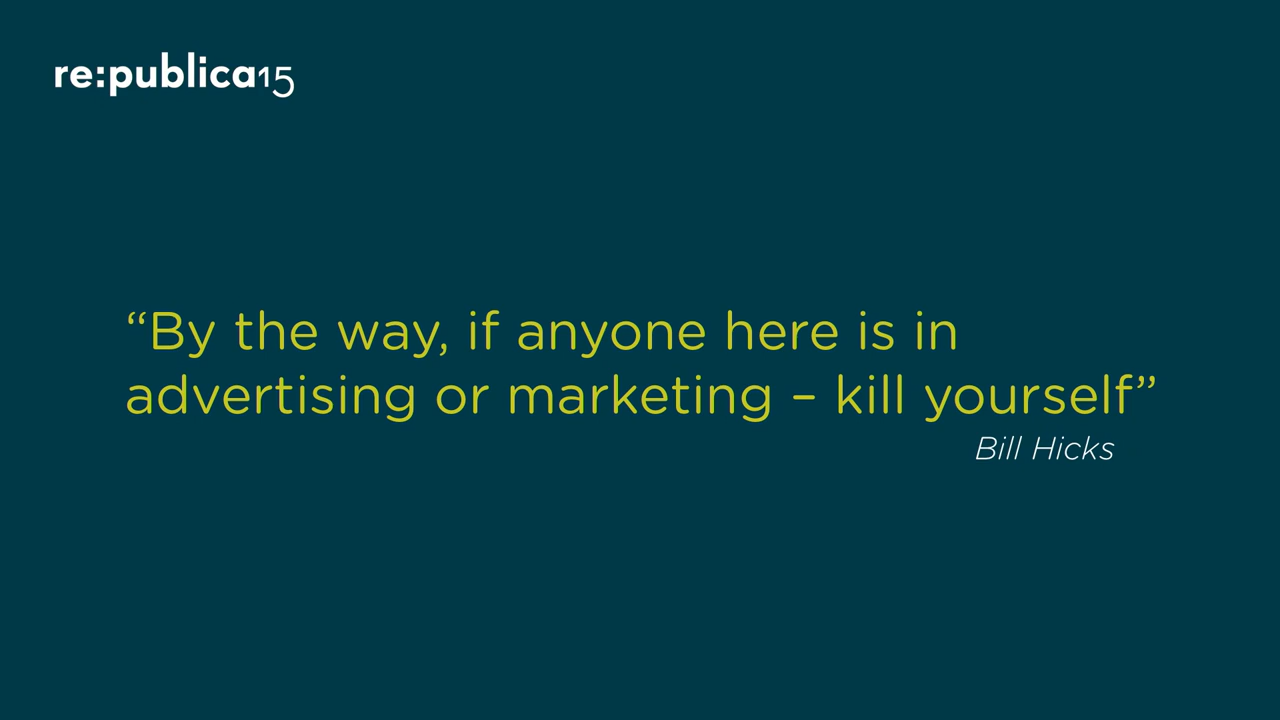 re:publica15
“By the way, if anyone here is in
advertising or marketing – kill yourself”
Bill Hicks